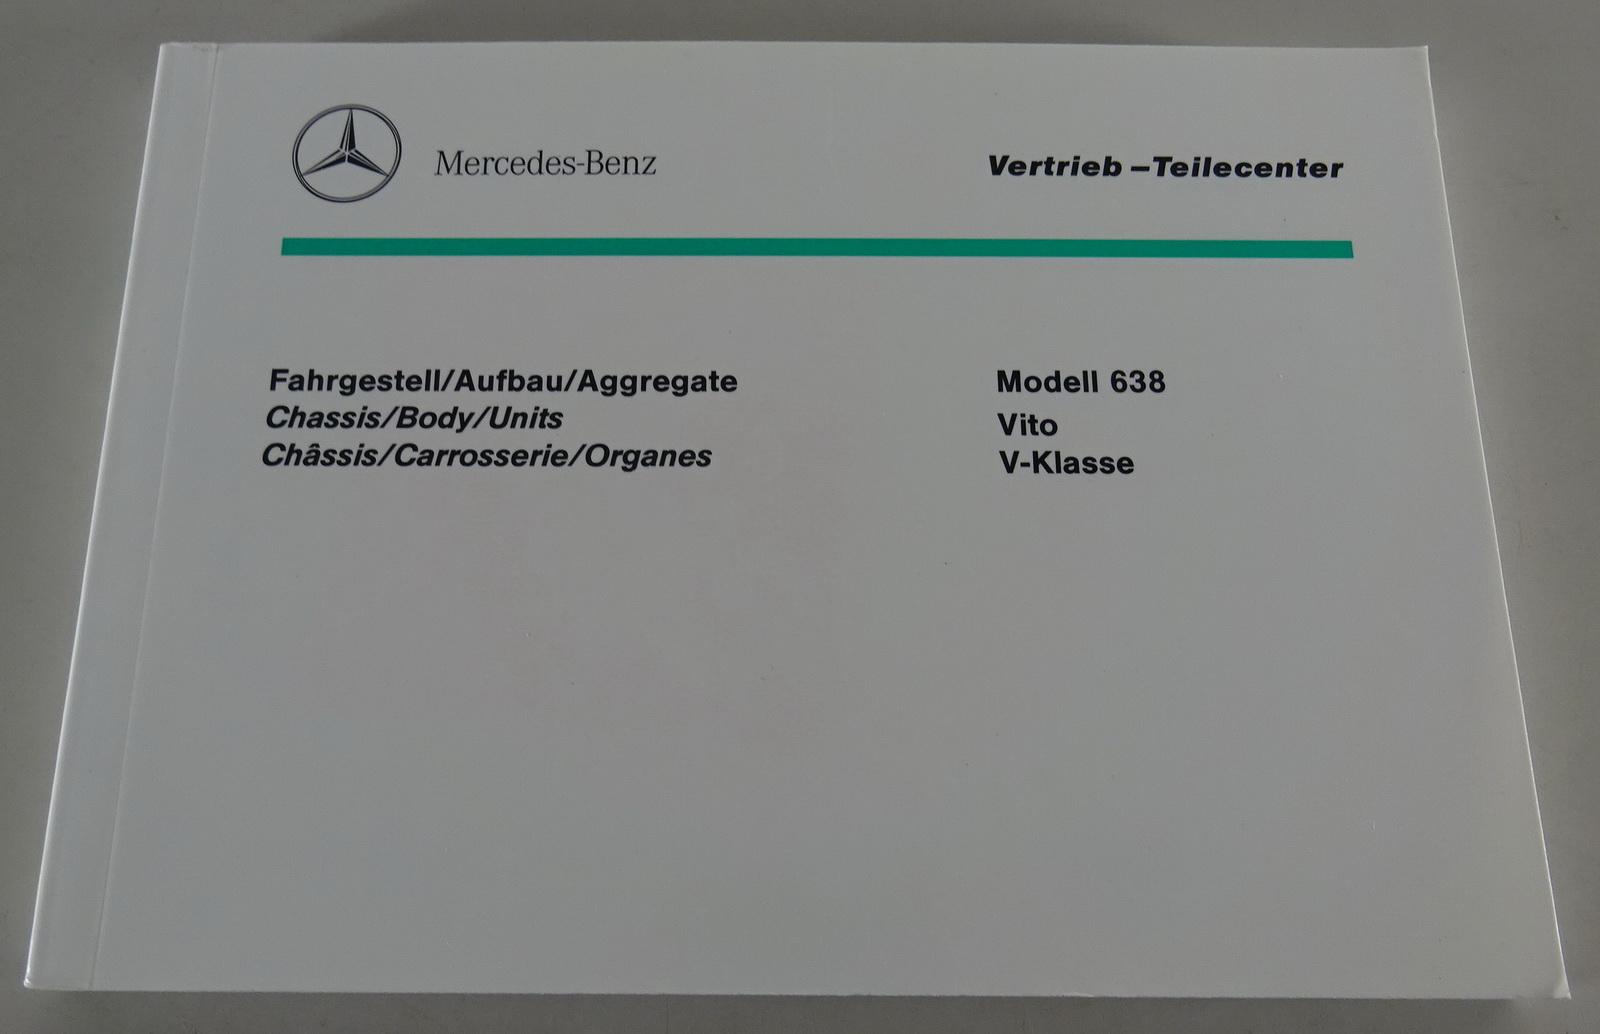 Mercedes-Benz
Vertrieb –Teilecenter
Fahrgestell/Aufbau/Aggregate
Chassis/Body/Units
Châssis/Carrosserie/Organes
Modell 638
Vito
V-Klasse